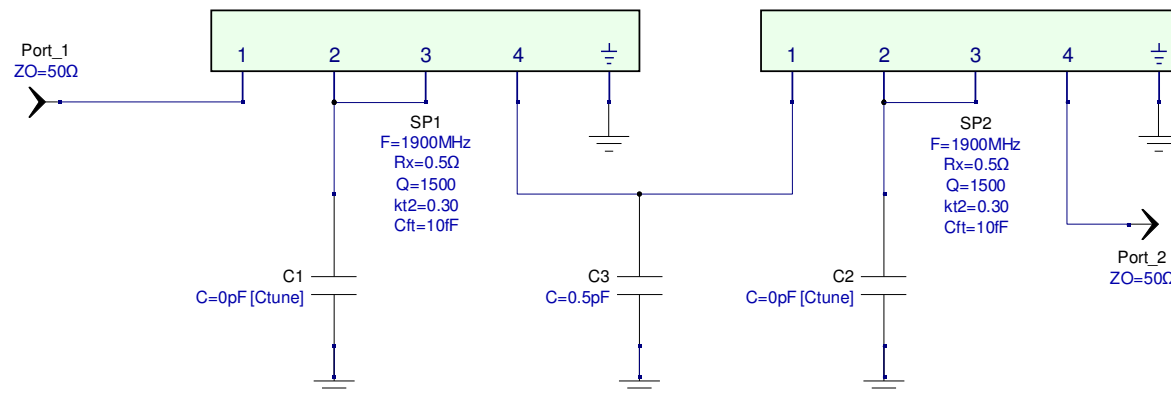 1 2 3 4
1 2 3 4
Port_1
ZO=50Ω
SP1
F=1900MHz
Rx=0.5Ω
Q=1500
kt2=0.30
Cft=10fF
SP2
F=1900MHz
Rx=0.5Ω
Q=1500
kt2=0.30
Cft=10fF
Port_2
ZO=50Ω
C1
C=0pF [Ctune]
C3
C=0.5pF
C2
C=0pF [Ctune]